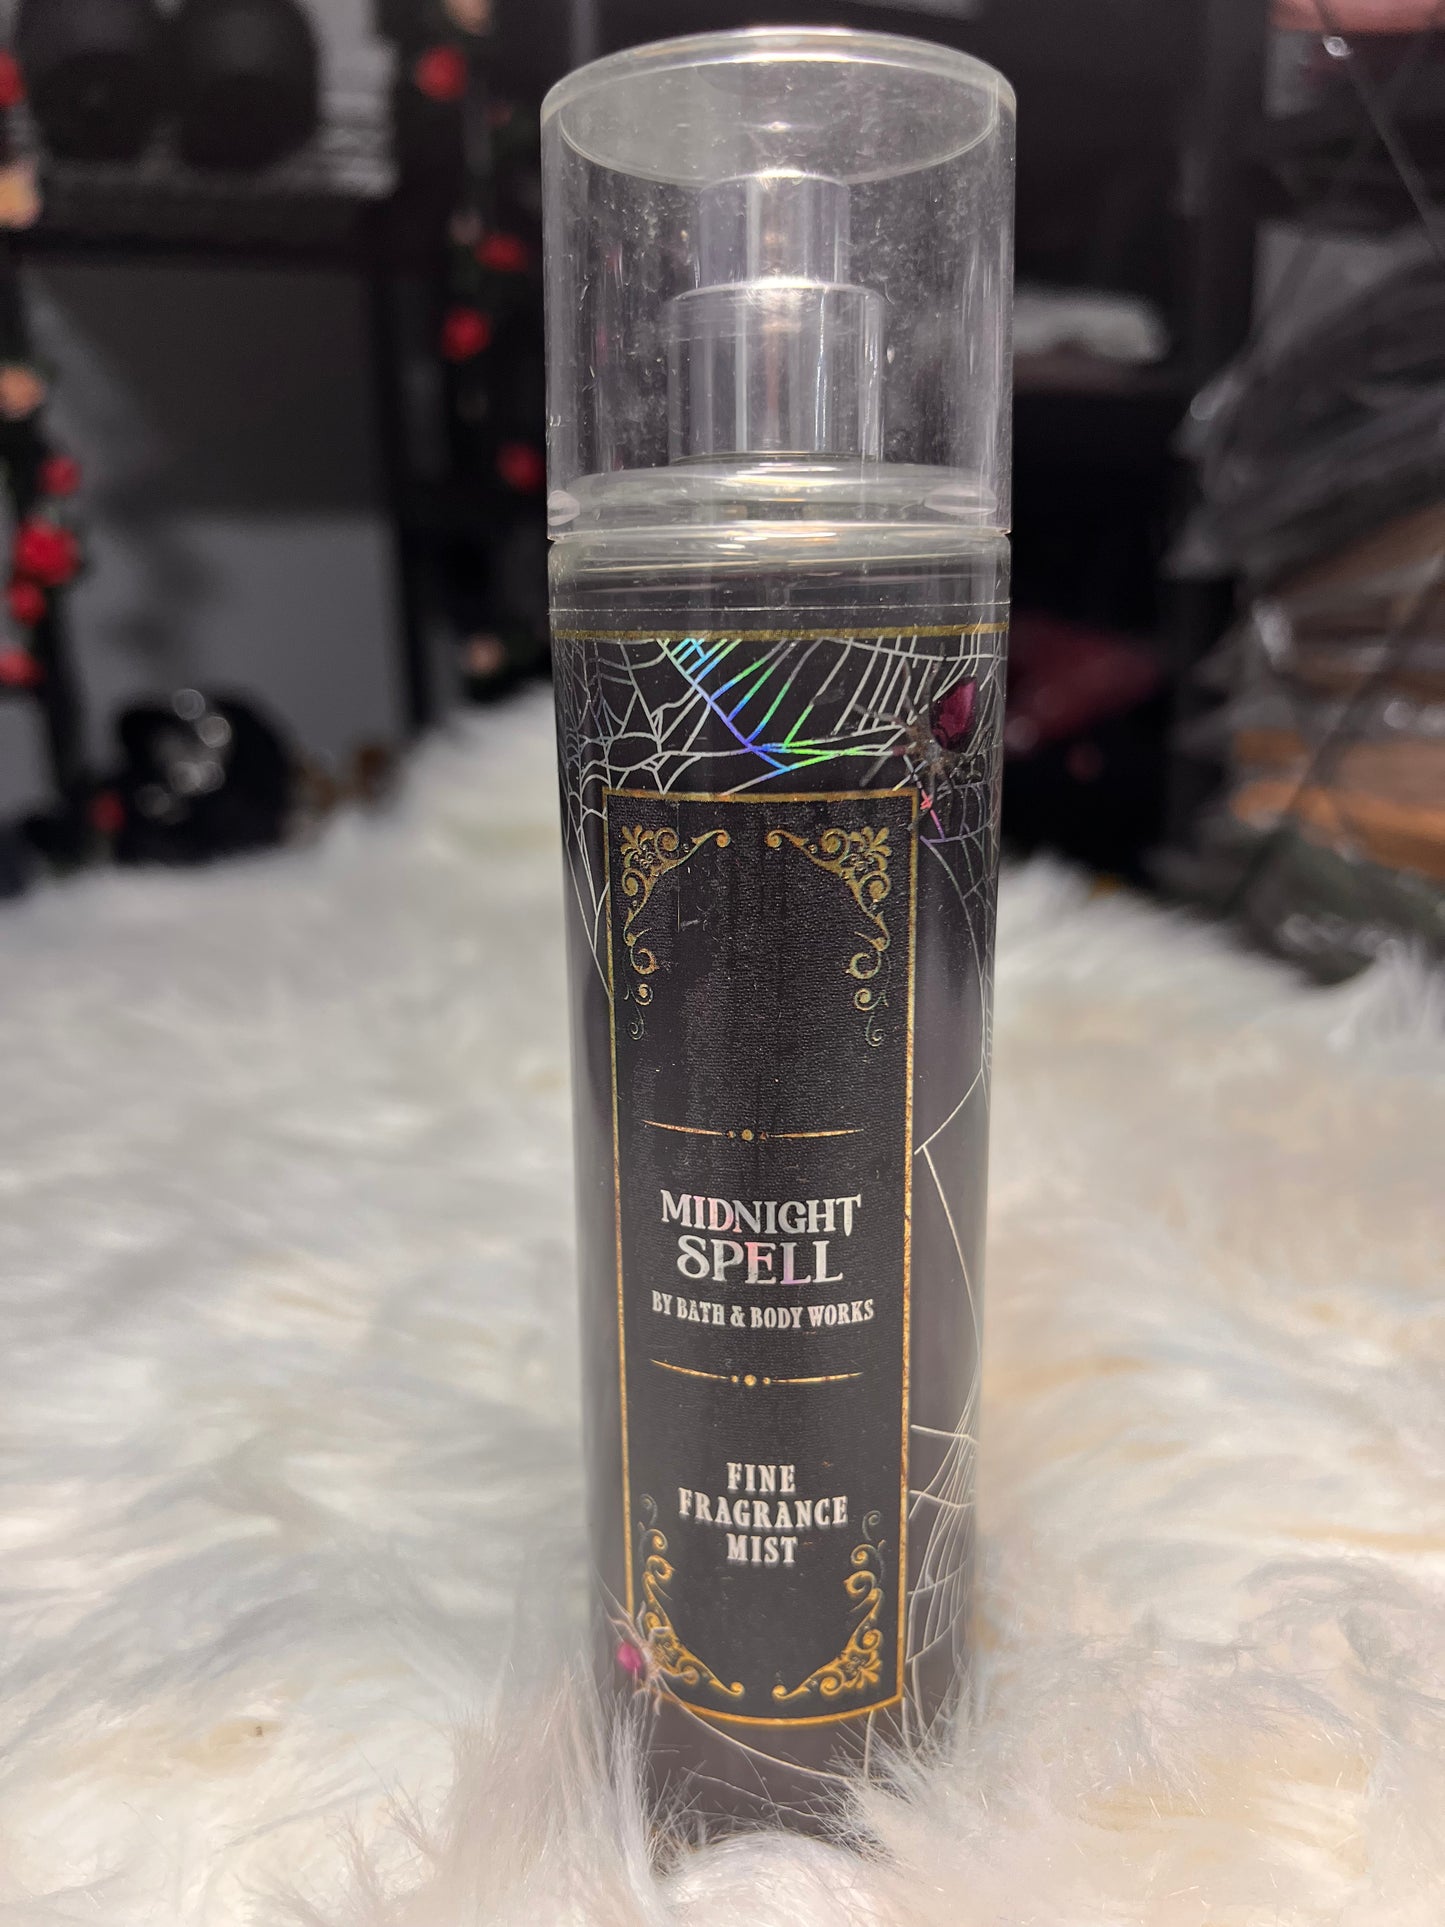 MIDNIGHT
SPELL
BY BATH & BODY WORKS
FINE
FRAGRANCE
MIST